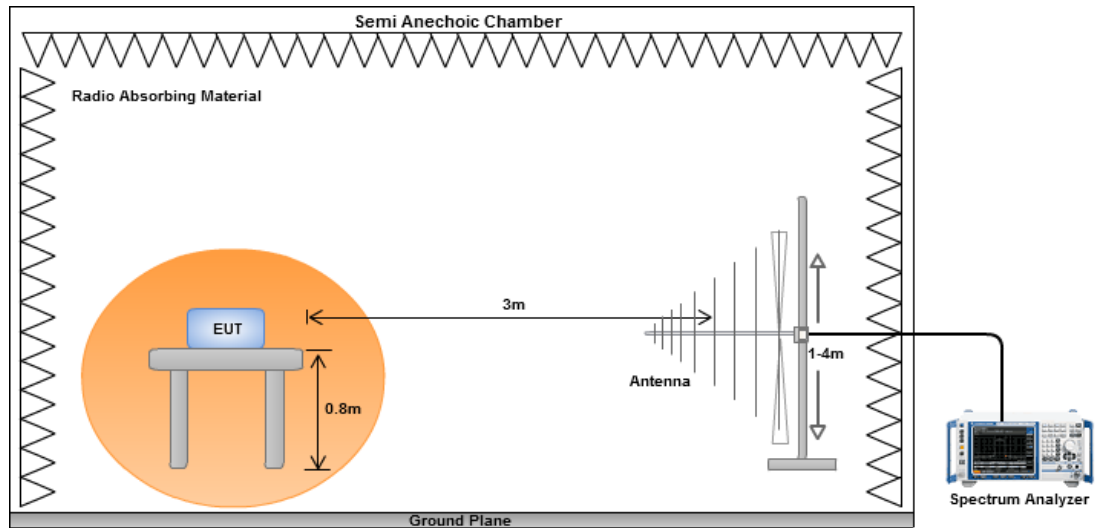 Semi Anechoic Chamber
Radio Absorbing Material
3m
EUT
1-4m
Antenna
0.8m
Spectrum Analyzer
Ground Plane